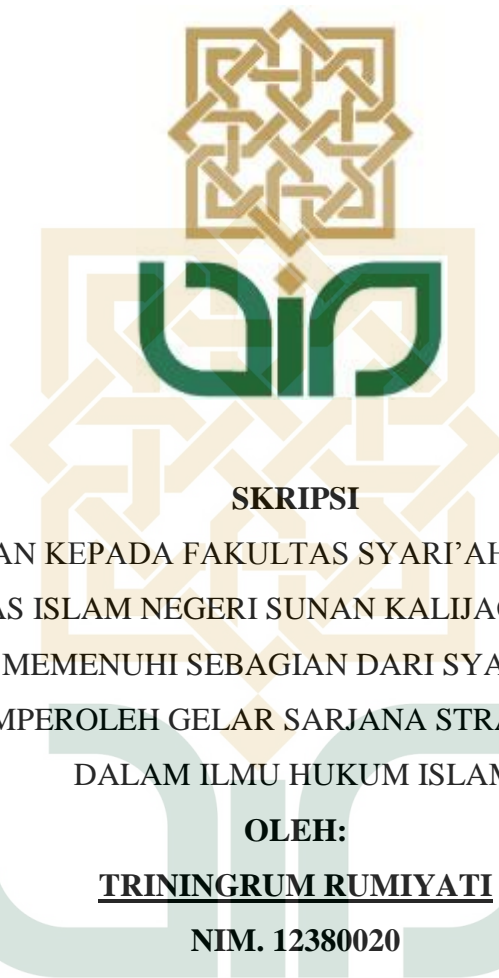 uin
SKRIPSI
AN KEPADA FAKULTAS SYARI’AH
AS ISLAM NEGERI SUNAN KALIJAG
MEMENUHI SEBAGIAN DARI SYA
MPEROLEH GELAR SARJANA STRA
DALAM ILMU HUKUM ISLAM
OLEH:
TRININGRUM RUMIYATI
NIM. 12380020